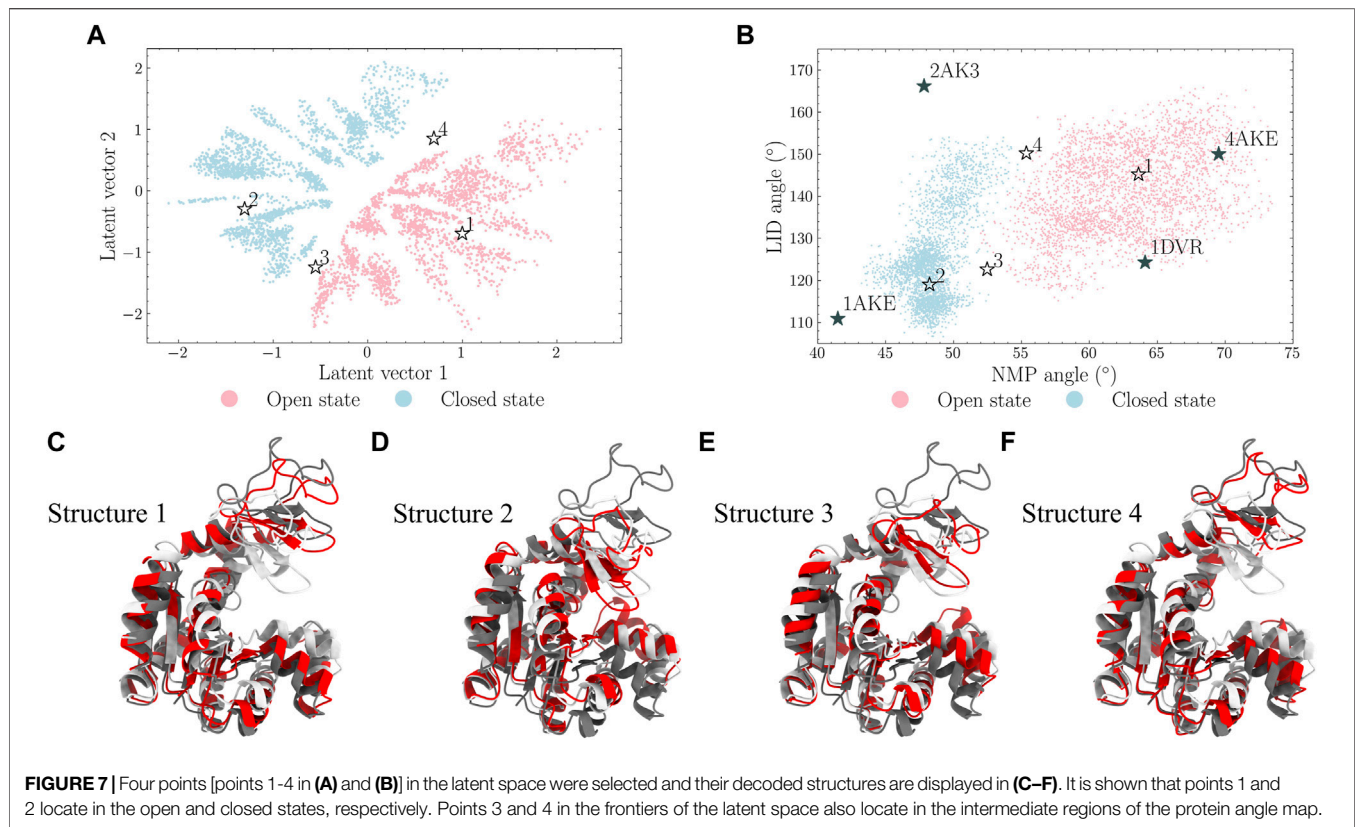 A
B
2
1
0
−1
−2
−2
−1
0
1
2
Latent vector 2
Latent vector 1
1
2
3
4
Open state
Closed state
170
160
150
140
130
120
110
40
45
50
55
60
65
70
75
LID angle (°)
NMP angle (°)
2AK3
4AKE
1DVR
1AKE
1
2
3
4
Open state
Closed state
C
D
E
F
Structure 1
Structure 2
Structure 3
Structure 4
FIGURE 7 | Four points [points 1-4 in (A) and (B)] in the latent space were selected and their decoded structures are displayed in (C–F). It is shown that points 1 and
2 locate in the open and closed states, respectively. Points 3 and 4 in the frontiers of the latent space also locate in the intermediate regions of the protein angle map.